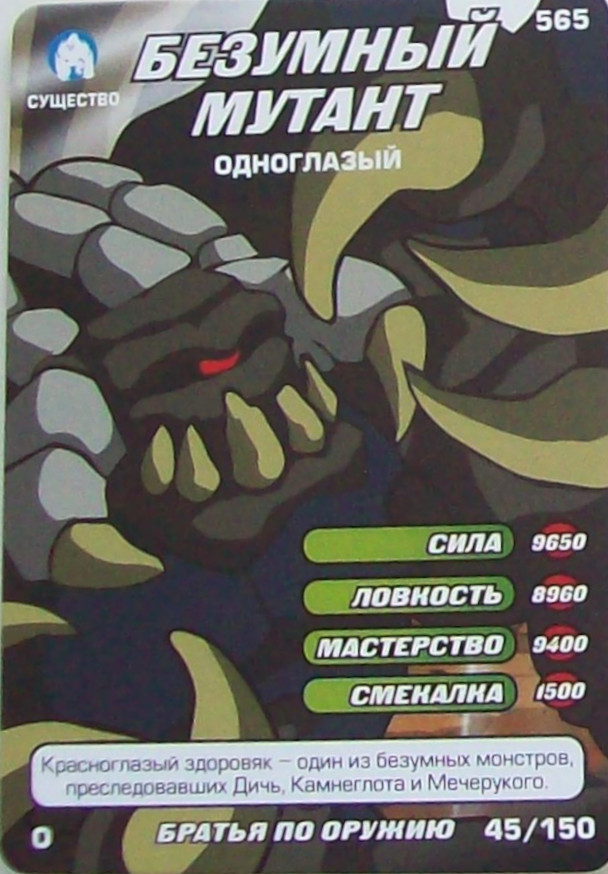 565
СУЩЕСТВО
БЕЗУМНЫЙ
МУТАНТ
ОДНОГЛАЗЫЙ
СИЛА 9650
ЛОВКОСТЬ 8960
МАСТЕРСТВО 9400
СМЕКАЛКА 1500
Красноглазый здоровяк – один из безумных монстров,
преследовавших Дичь, Камнеглота и Мечерукого.
0 БРАТЬЯ ПО ОРУЖИЮ 45/150